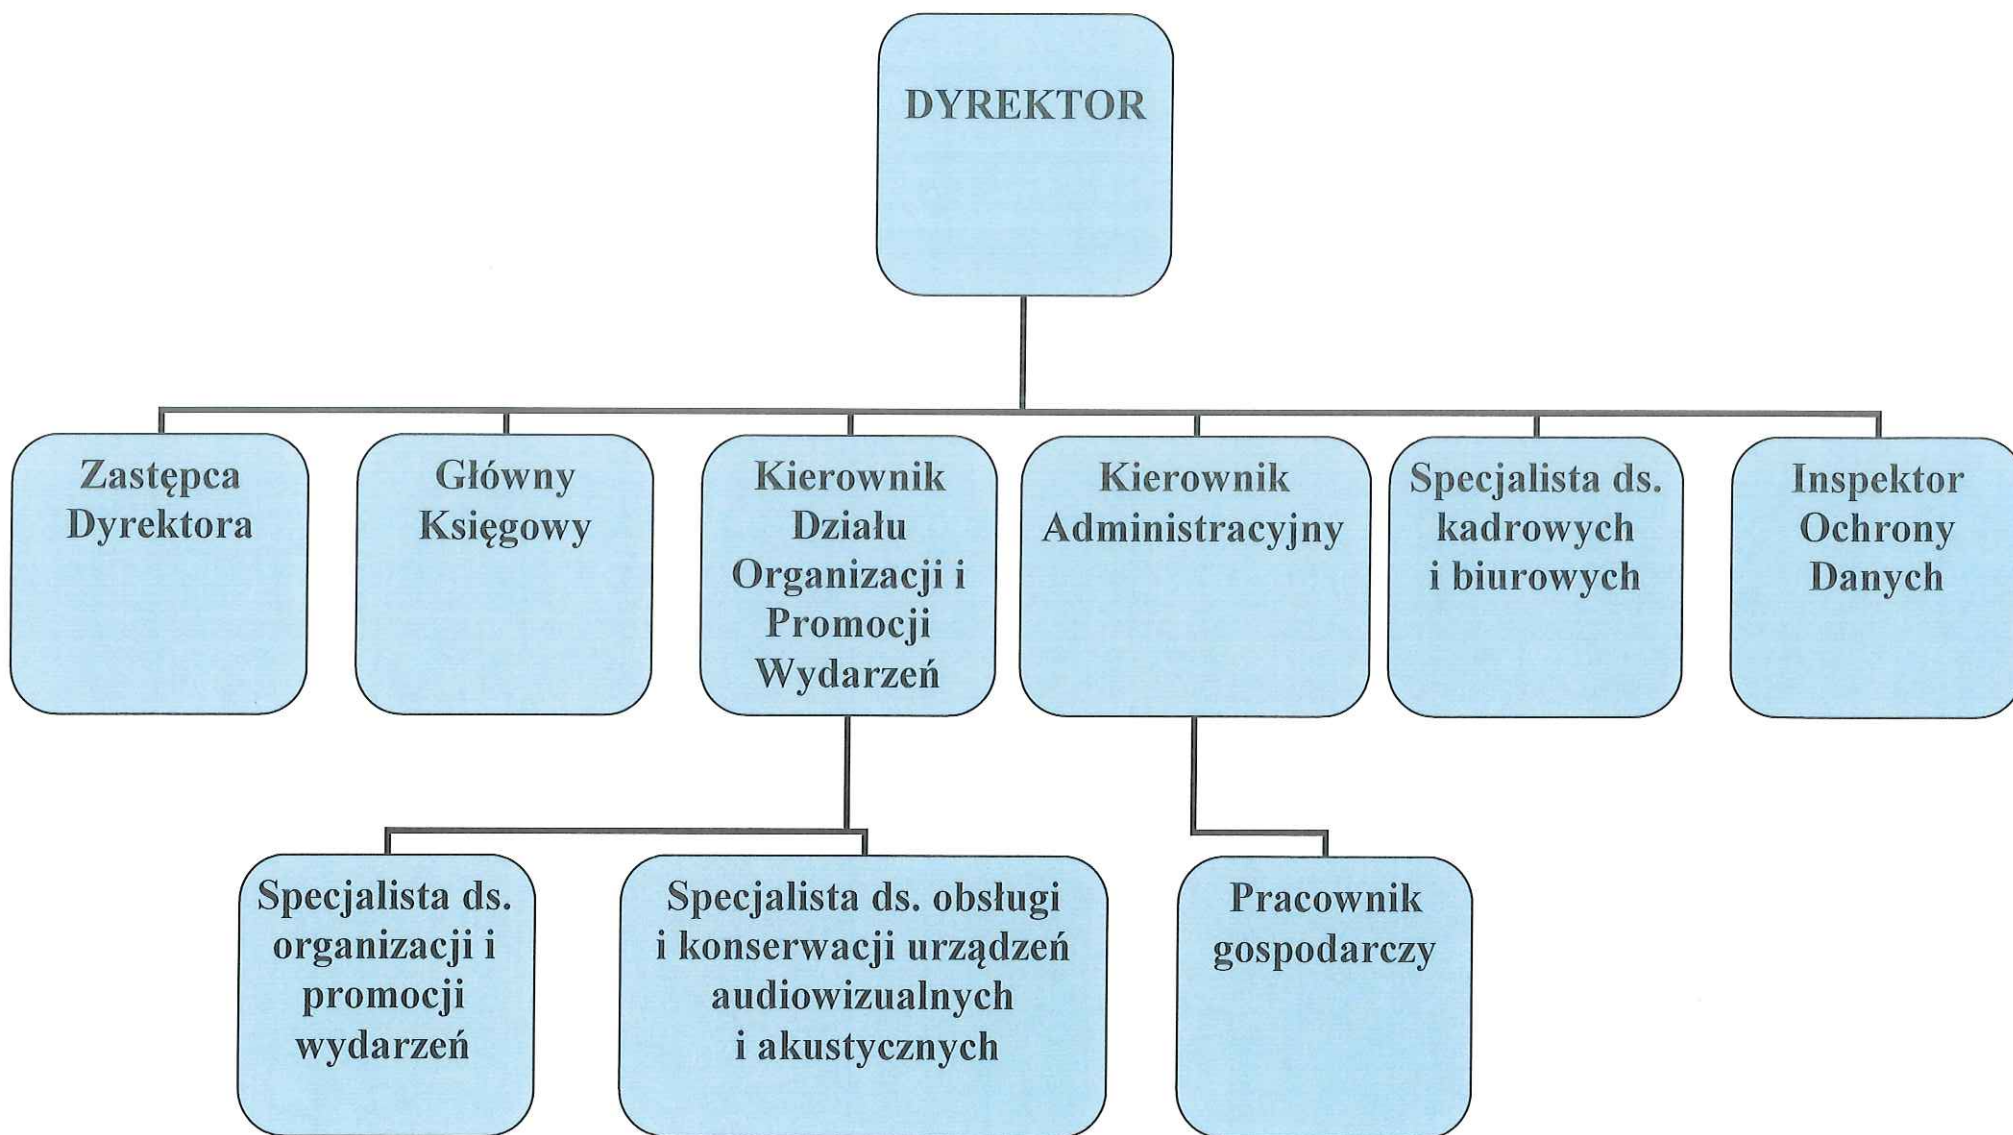 DYREKTOR
Zastępca
Dyrektora
Główny
Księgowy
Kierownik
Działu
Organizacji i
Promocji
Wydarzeń
Kierownik
Administracyjny
Specjalista ds.
kadrowych
i biurowych
Inspektor
Ochrony
Danych
Specjalista ds.
organizacji i
promocji
wydarzeń
Specjalista ds. obsługi
i konserwacji urządzeń
audiowizualnych
i akustycznych
Pracownik
gospodarczy